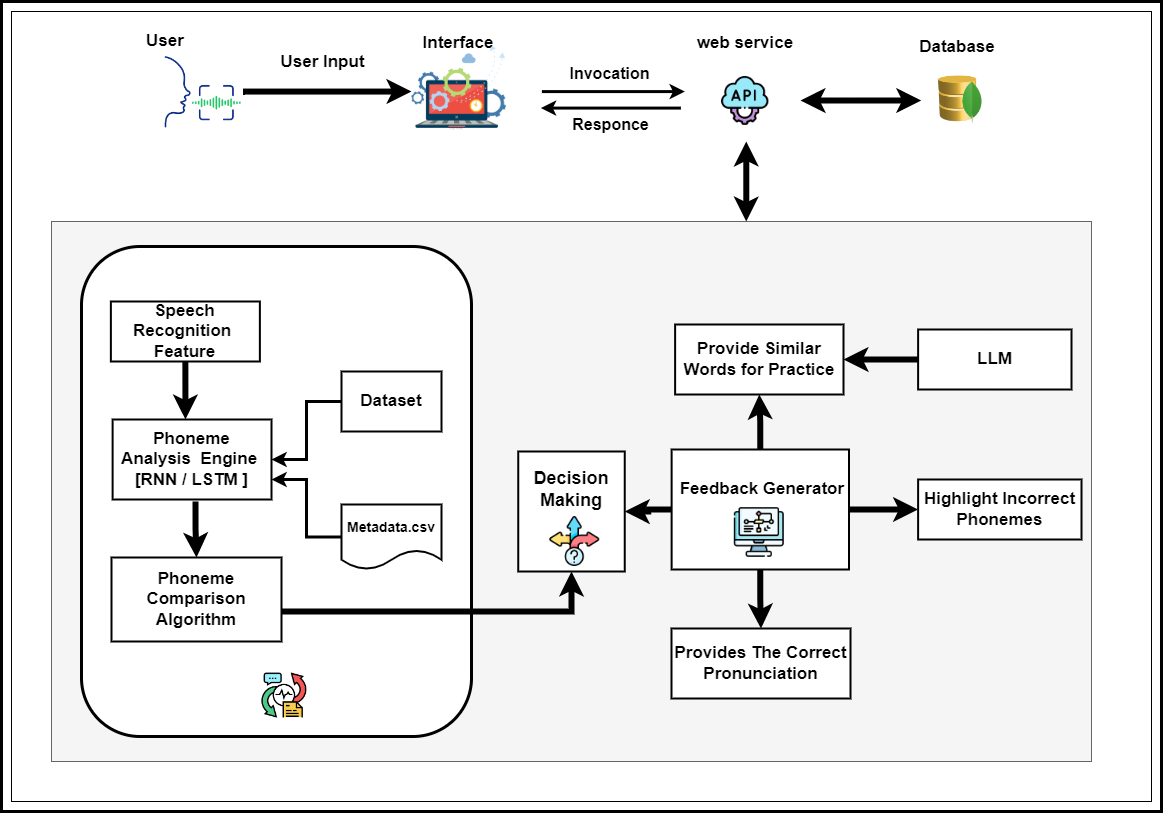 User
User Input
Interface
Invocation
Responce
web service
API
Database
Speech
Recognition
Feature
Phoneme
Analysis Engine
[RNN / LSTM ]
Dataset
Metadata.csv
Phoneme
Comparison
Algorithm
Decision
Making
?
Feedback Generator
Provide Similar
Words for Practice
LLM
Highlight Incorrect
Phonemes
Provides The Correct
Pronunciation